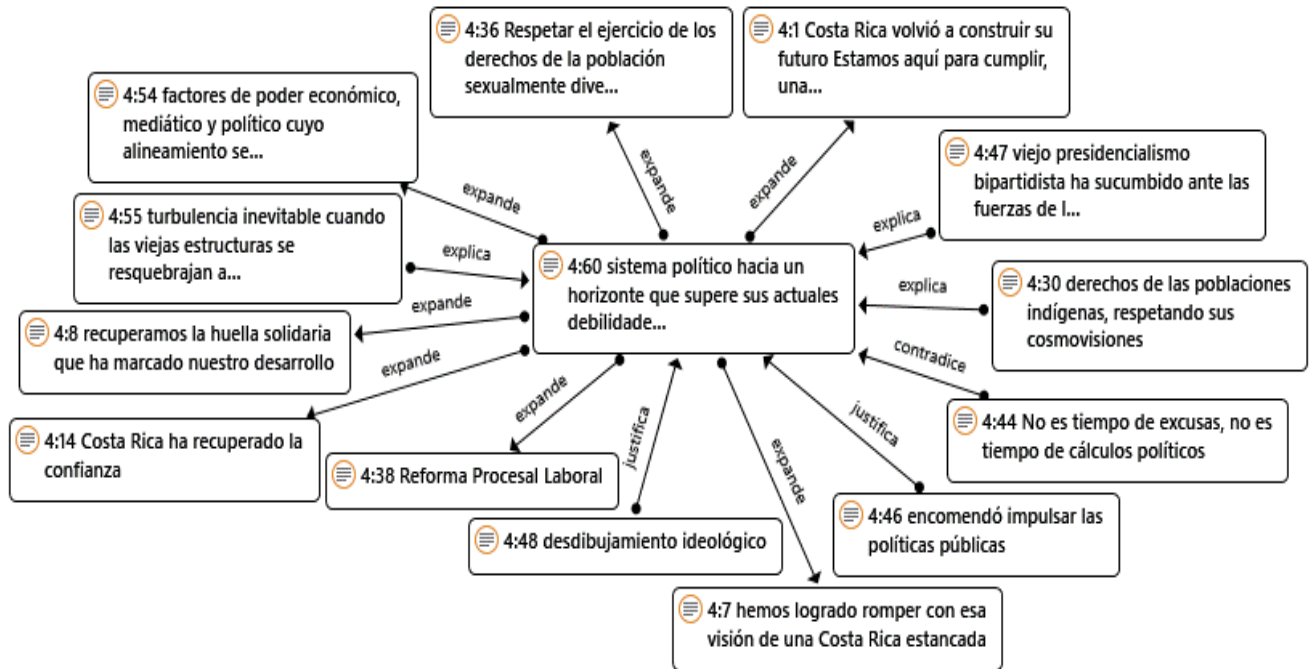 4:36 Respetar el ejercicio de los
derechos de la población
sexualmente dive...
4:1 Costa Rica volvió a construir su
futuro Estamos aquí para cumplir,
una...
4:54 factores de poder económico,
mediático y político cuyo
alineamiento se...
4:47 viejo presidencialismo
bipartidista ha sucumbido ante las
fuerzas de l...
expande
expande
expande
explica
4:55 turbulencia inevitable cuando
las viejas estructuras se
resquebrajan a...
explica
4:60 sistema político hacia un
horizonte que supere sus actuales
debilidade...
explica
4:30 derechos de las poblaciones
indígenas, respetando sus
cosmovisiones
expande
4:8 recuperamos la huella solidaria
que ha marcado nuestro desarrollo
expande
contradice
4:44 No es tiempo de excusas, no es
tiempo de cálculos políticos
expande
justifica
expande
justifica
4:14 Costa Rica ha recuperado la
confianza
4:38 Reforma Procesal Laboral
4:48 desdibujamiento ideológico
4:46 encomendó impulsar las
políticas públicas
4:7 hemos logrado romper con esa
visión de una Costa Rica estancada